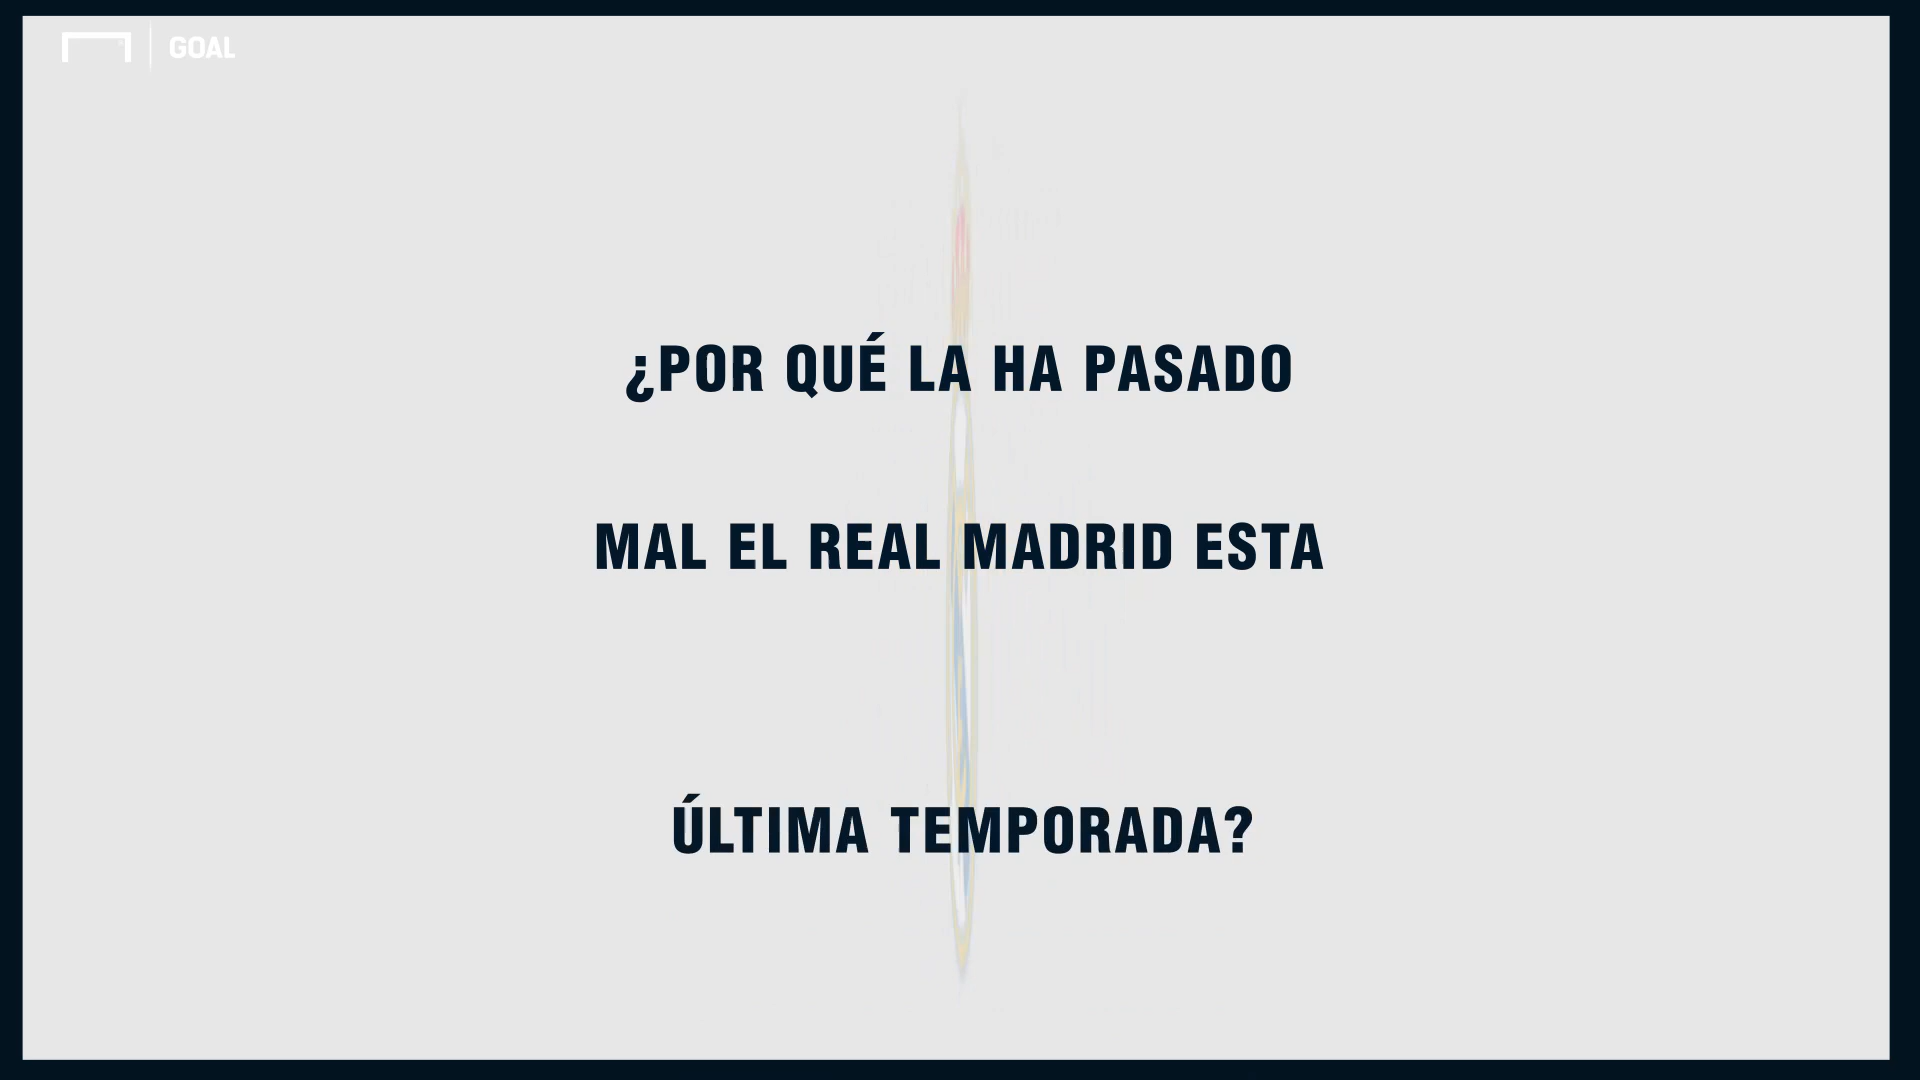 GOAL
¿POR QUÉ LA HA PASADO
MAL EL REAL MADRID ESTA
ÚLTIMA TEMPORADA?